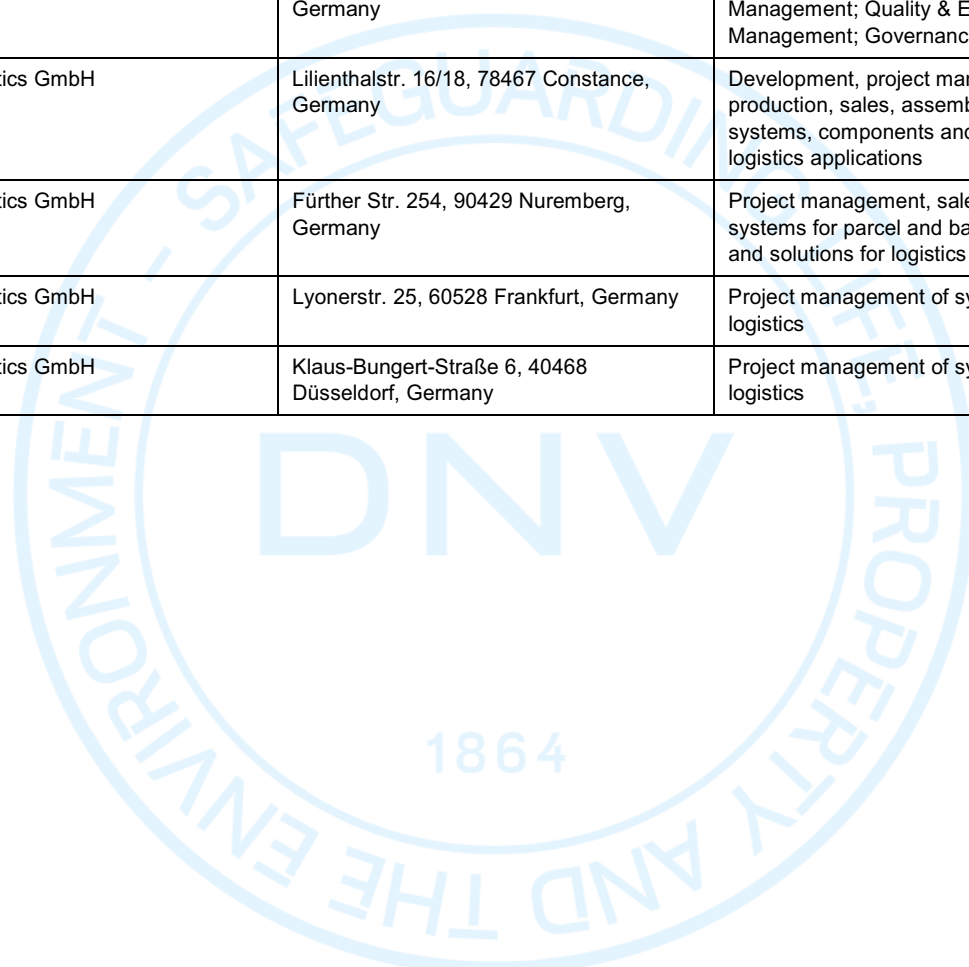 Germany
Management; Quality & E
Management; Governanc
tics GmbH
Lilienthalstr. 16/18, 78467 Constance,
Germany
Development, project mar
production, sales, assemb
systems, components and
logistics applications
tics GmbH
Fürther Str. 254, 90429 Nuremberg,
Germany
Project management, sale
systems for parcel and ba
and solutions for logistics
tics GmbH
Lyonerstr. 25, 60528 Frankfurt, Germany
Project management of sy
logistics
tics GmbH
Klaus-Bungert-Straße 6, 40468
Düsseldorf, Germany
Project management of sy
logistics
SAFEGUARDING LIFE, PROPERTY AND THE ENVIRONMENT -
DNV
1864